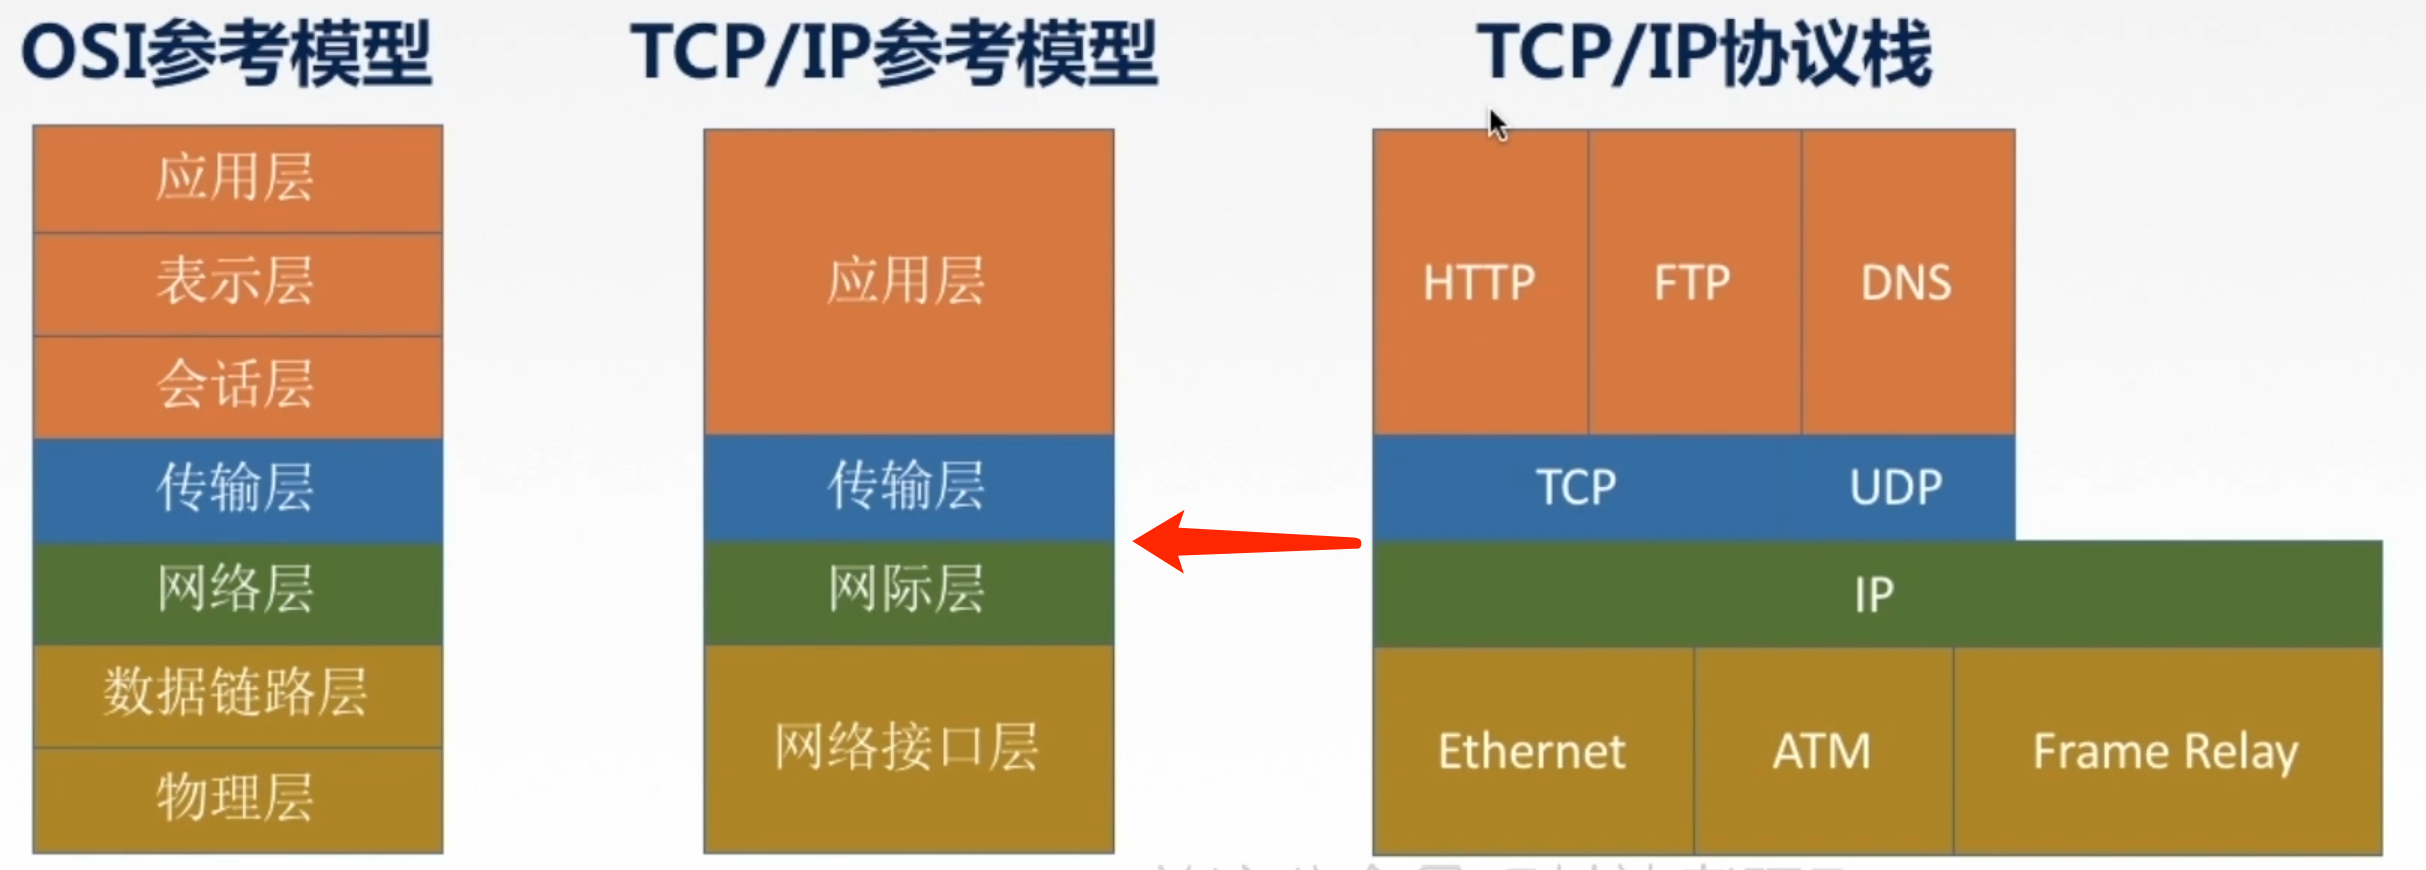 OSI参考模型
应用层
表示层
会话层
传输层
网络层
数据链路层
物理层
TCP/IP参考模型
应用层
传输层
网际层
网络接口层
TCP/IP协议栈
HTTP FTP DNS
TCP UDP
IP
Ethernet ATM Frame Relay